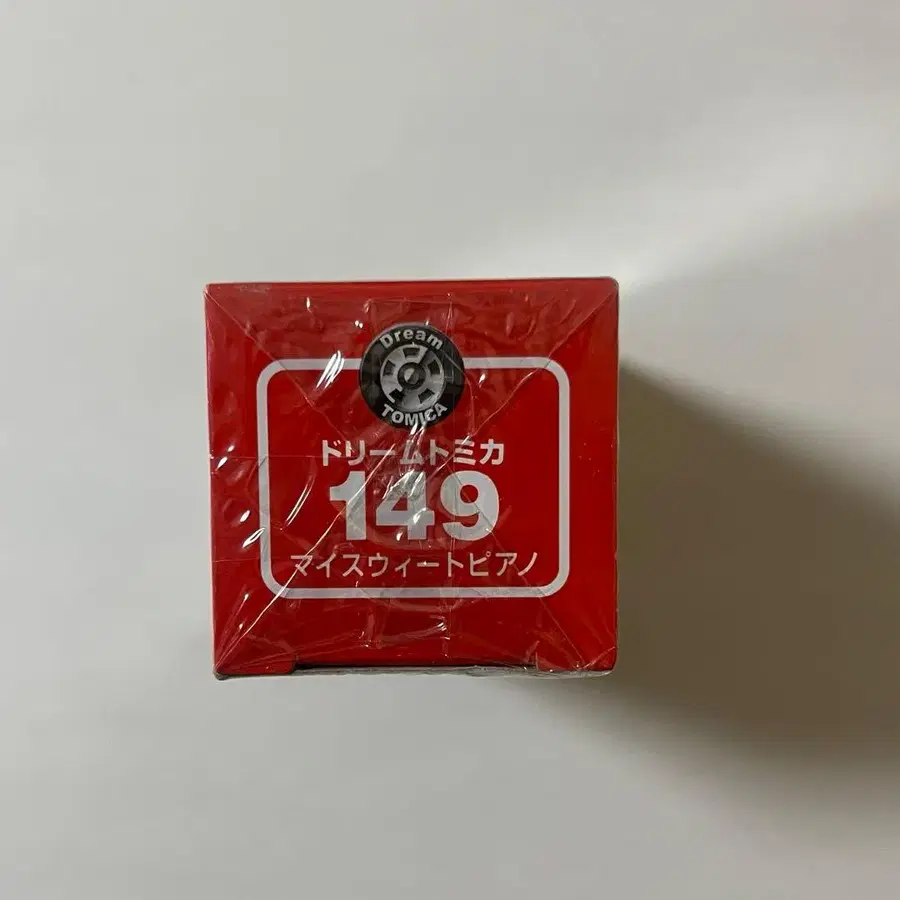 Dream
TOMICA
ドリームトミカ
149
マイスウィートピアノ